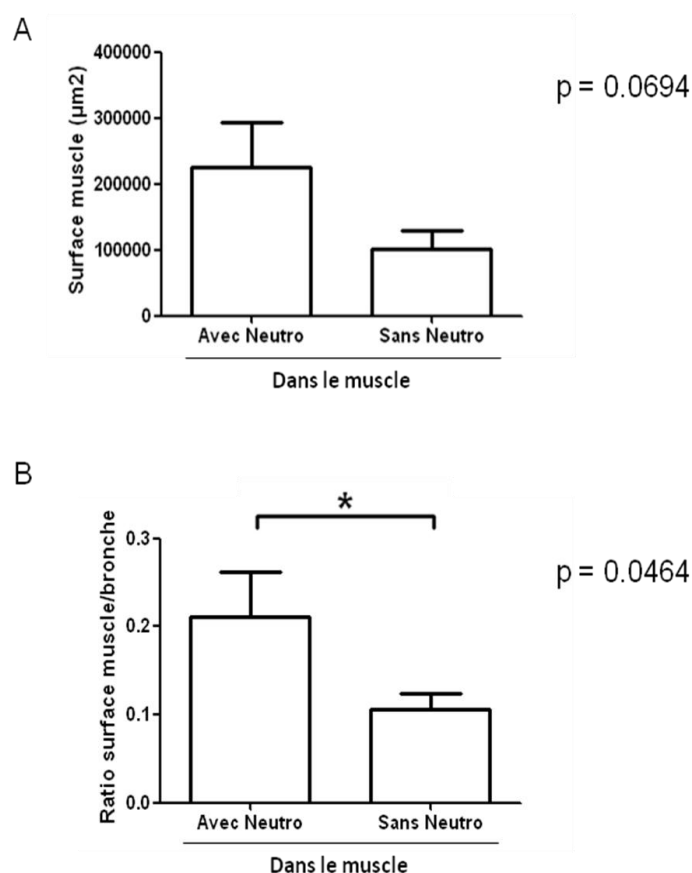 A
400000
300000
200000
100000
0
Surface muscle (µm2)
p = 0.0694
Avec Neutro Sans Neutro
Dans le muscle
B
*
0.3
0.2
0.1
0.0
Ratio surface muscle/bronche
p = 0.0464
Avec Neutro Sans Neutro
Dans le muscle